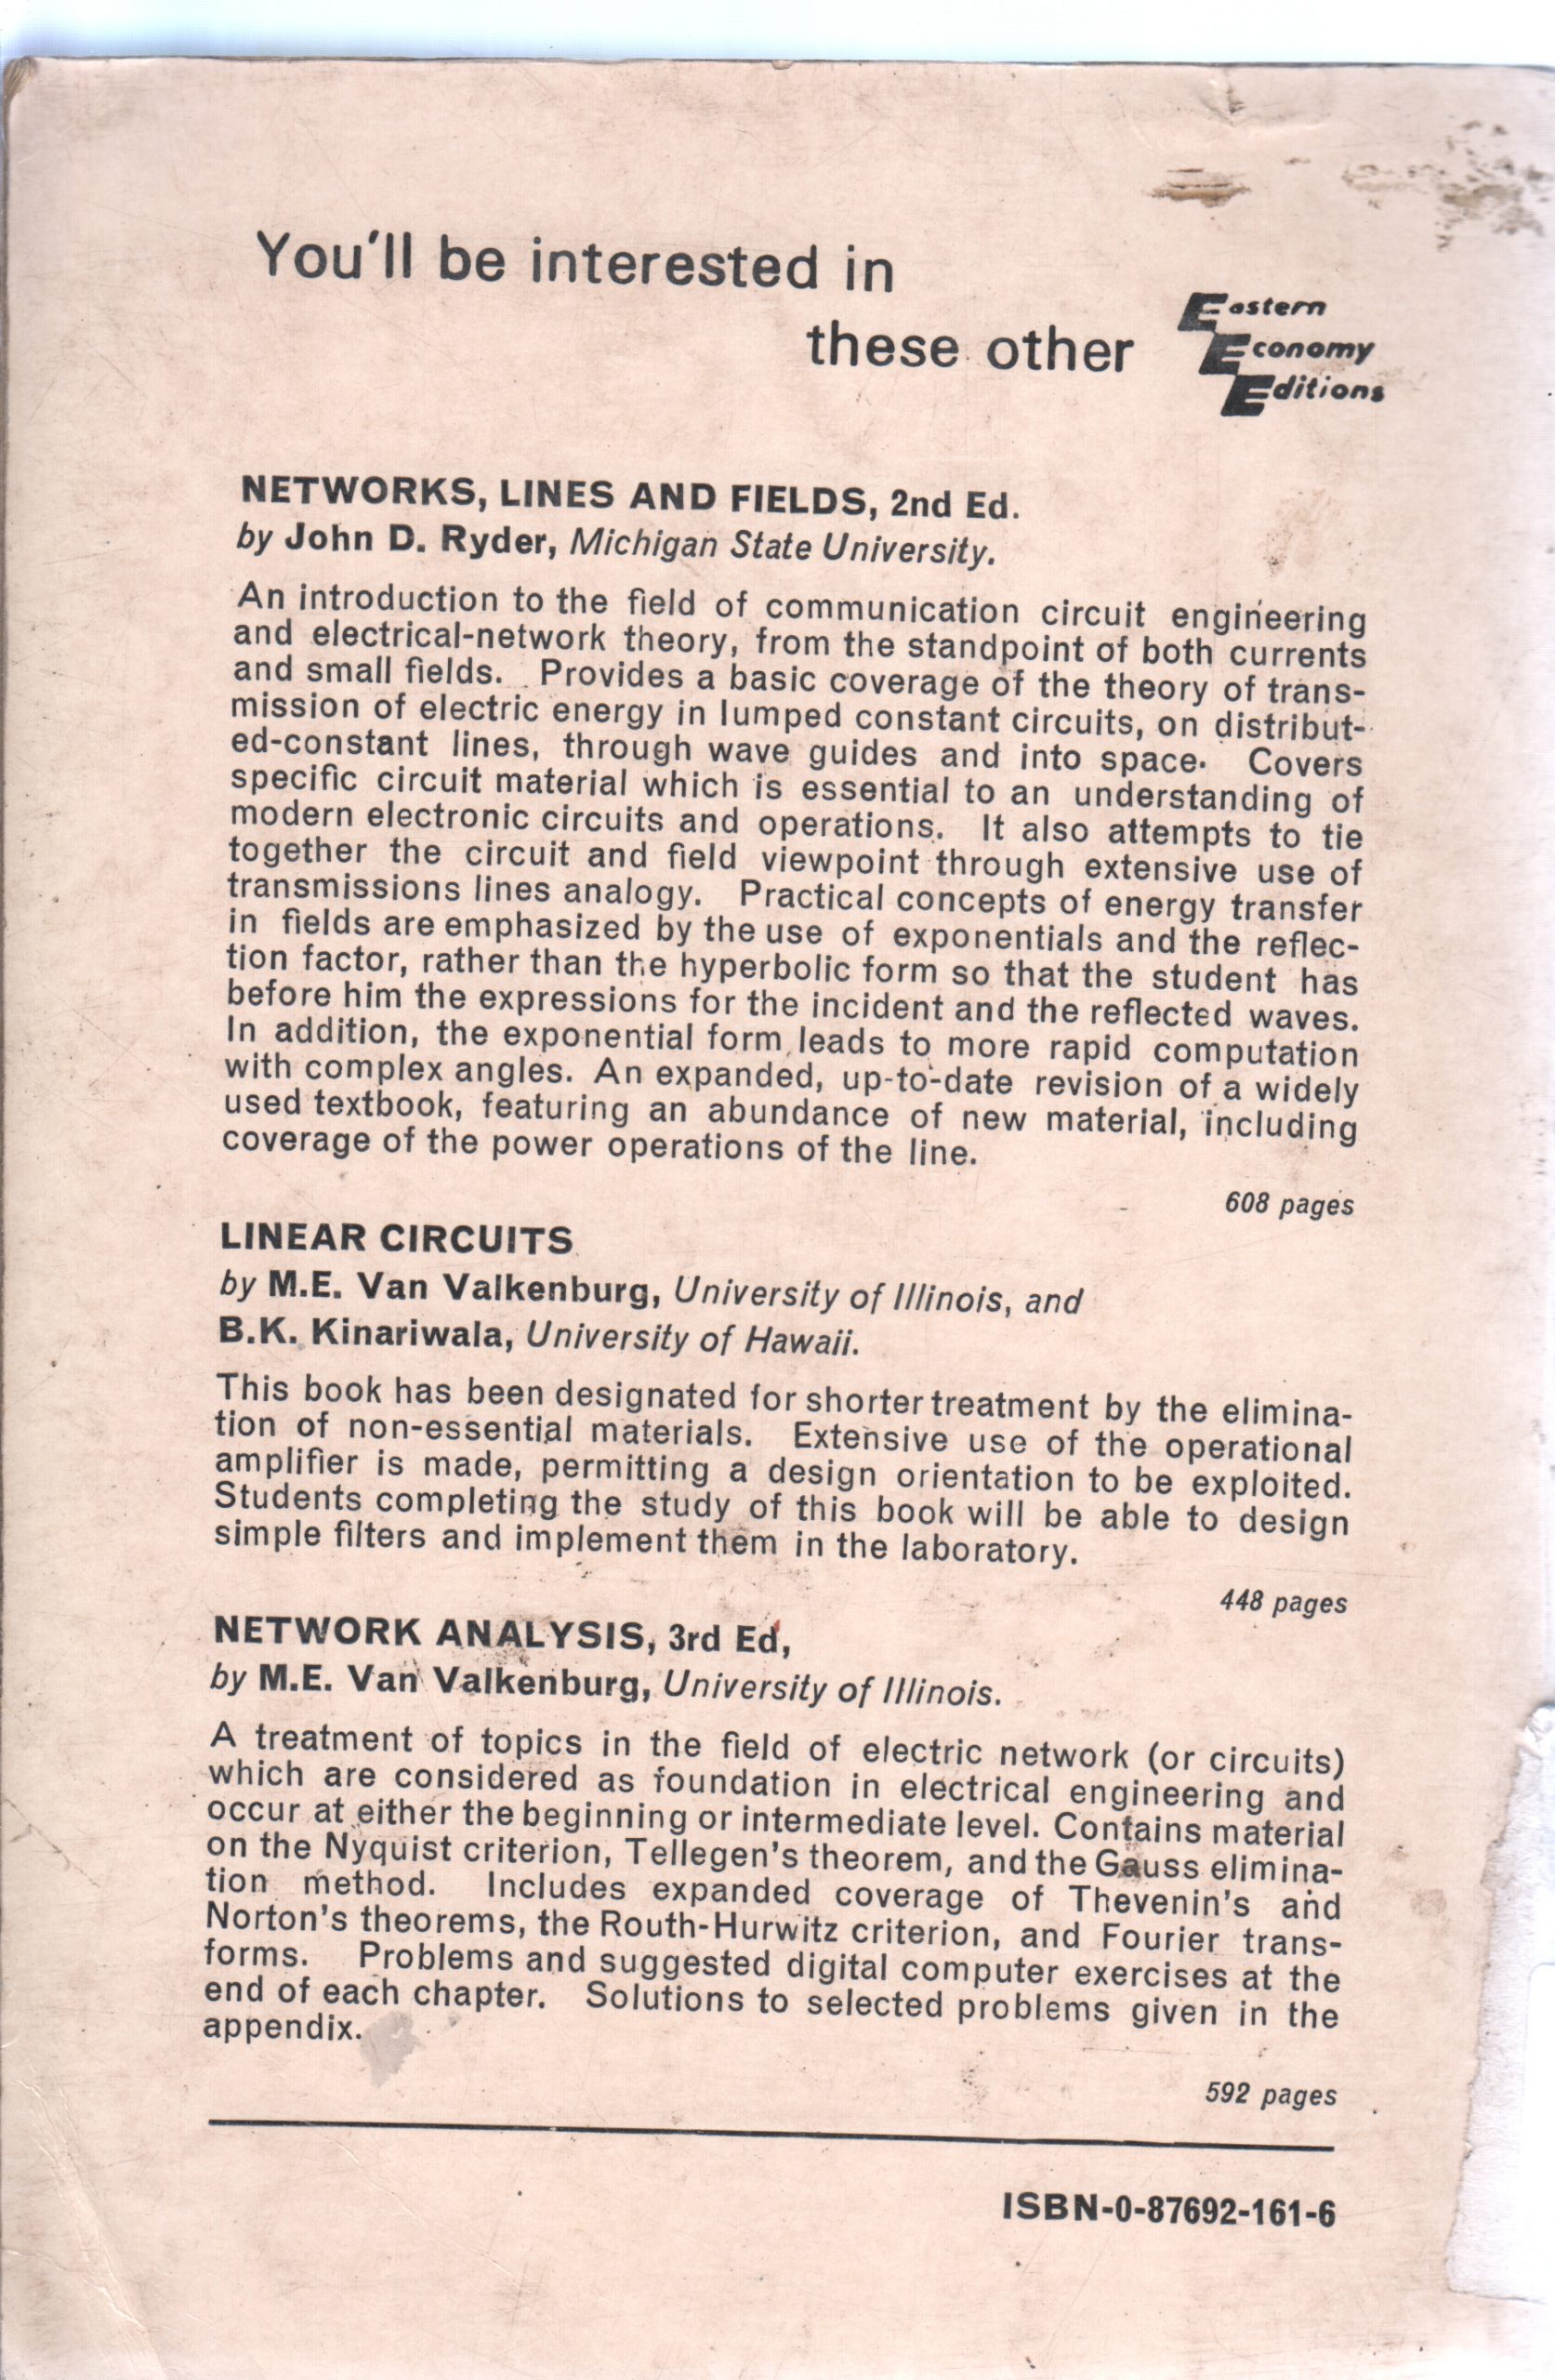 You'll be interested in
these other
Eastern
Economy
Editions
NETWORKS, LINES AND FIELDS, 2nd Ed.
by John D. Ryder, Michigan State University.
An introduction to the field of communication circuit engineering
and electrical-network theory, from the standpoint of both currents
and small fields. Provides a basic coverage of the theory of trans-
mission of electric energy in lumped constant circuits, on distribut-
ed-constant lines, through wave guides and into space. Covers
specific circuit material which is essential to an understanding of
modern electronic circuits and operations. It also attempts to tie
together the circuit and field viewpoint through extensive use of
transmissions lines analogy. Practical concepts of energy transfer
in fields are emphasized by the use of exponentials and the reflec-
tion factor, rather than the hyperbolic form so that the student has
before him the expressions for the incident and the reflected waves.
In addition, the exponential form leads to more rapid computation
with complex angles. An expanded, up-to-date revision of a widely
used textbook, featuring an abundance of new material, including
coverage of the power operations of the line.
608 pages
LINEAR CIRCUITS
by M.E. Van Valkenburg, University of Illinois, and
B.K. Kinariwala, University of Hawaii.
This book has been designated for shorter treatment by the elimina-
tion of non-essential materials. Extensive use of the operational
amplifier is made, permitting a design orientation to be exploited.
Students completing the study of this book will be able to design
simple filters and implement them in the laboratory.
448 pages
NETWORK ANALYSIS, 3rd Ed,
by M.E. Van Valkenburg, University of Illinois.
A treatment of topics in the field of electric network (or circuits)
which are considered as foundation in electrical engineering and
occur at either the beginning or intermediate level. Contains material
on the Nyquist criterion, Tellegen's theorem, and the Gauss elimina-
tion method. Includes expanded coverage of Thevenin's and
Norton's theorems, the Routh-Hurwitz criterion, and Fourier trans-
forms. Problems and suggested digital computer exercises at the
end of each chapter. Solutions to selected problems given in the
appendix.
592 pages
ISBN-0-87692-161-6